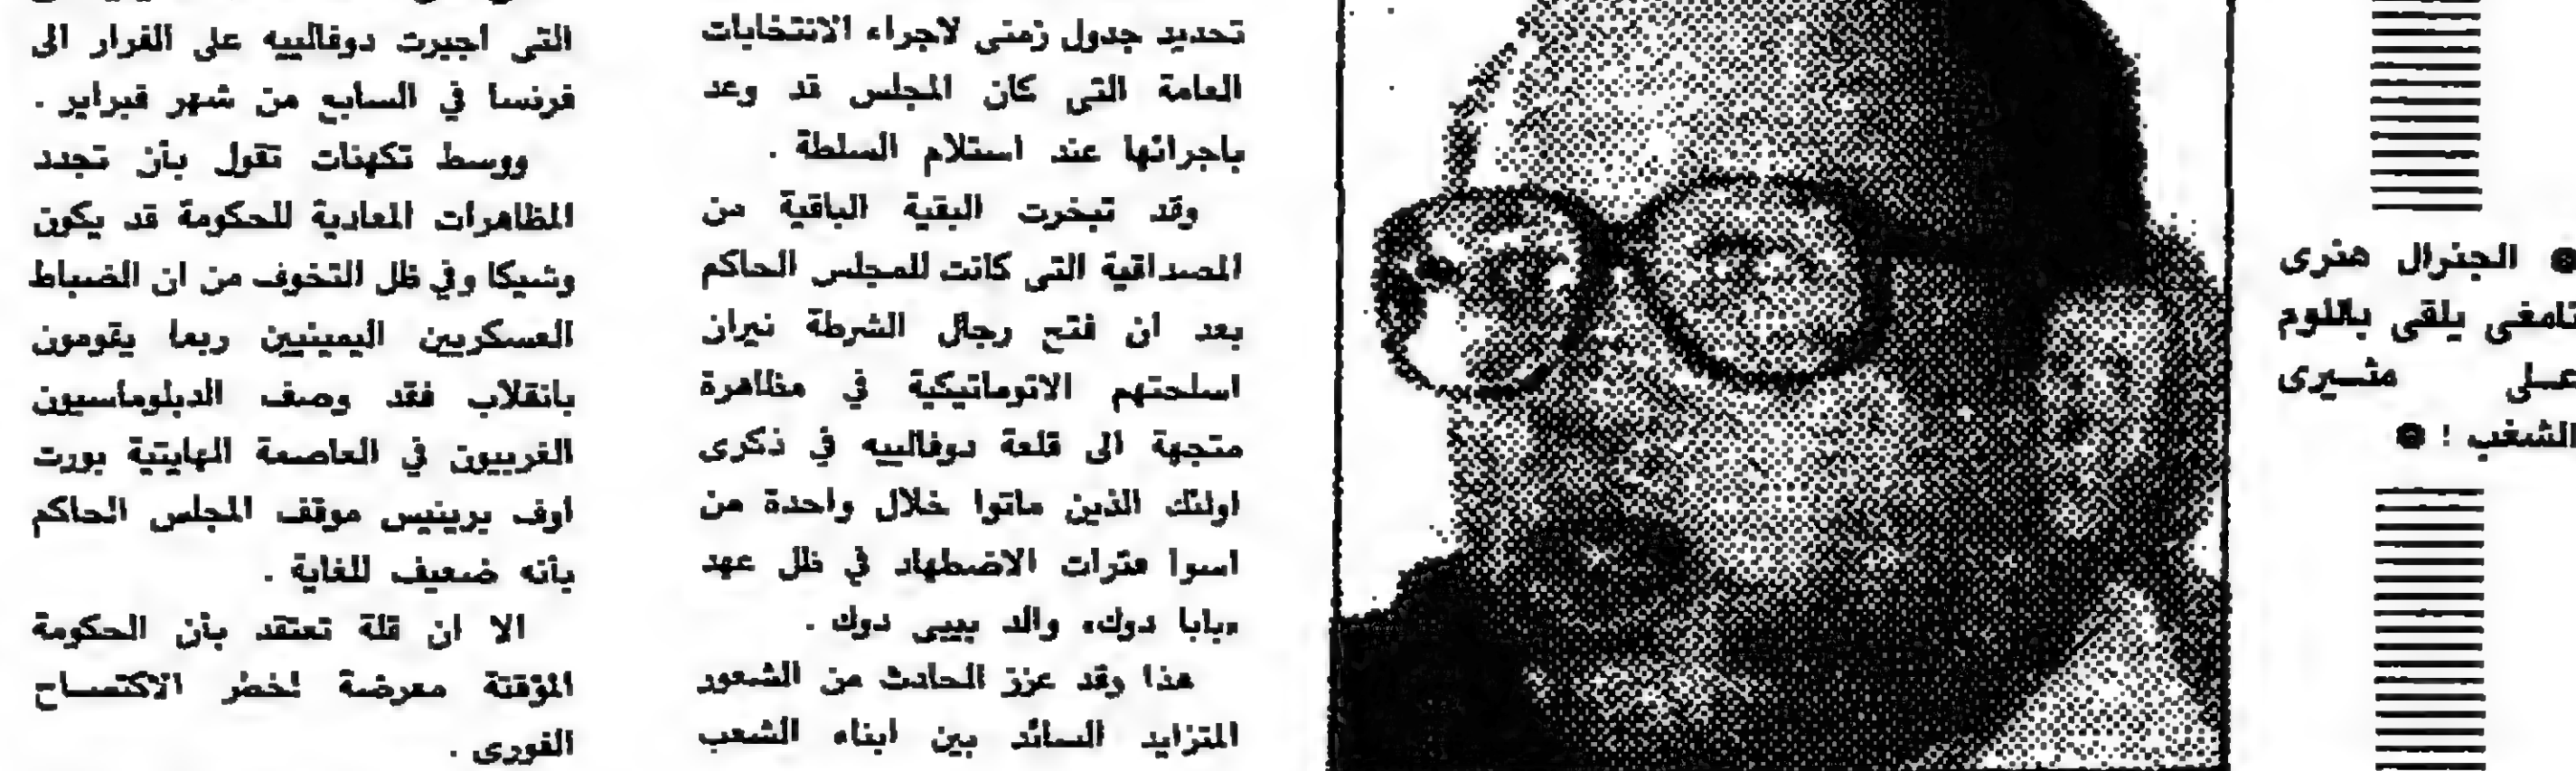 ● الجنرال هنرى
نامفى يلقى باللوم
على مثيرى
الشغب ! ●
تحديد جدول زمنى لاجراء الانتخابات
العامة التى كان المجلس قد وعد
باجرائها عند استلام السلطة .
وقد تبخرت البقية الباقية من
المصداقية التى كانت للمجلس الحاكم
بعد ان فتح رجال الشرطة نيران
اسلحتهم الاتوماتيكية في مظاهرة
متجهة الى قلعة دوفالييه في ذكرى
اولئك الذين ماتوا خلال واحدة من
اسوا فترات الاضطهاد في ظل عهد
«بابا دوك» والد بيبى دوك .
هذا وقد عزز الحادث من الشعور
المتزايد السائد بين ابناء الشعب
التى اجبرت دوفالييه على الفرار الى
فرنسا في السابع من شهر فبراير .
ووسط تكهنات تقول بأن تجدد
المظاهرات المعادية للحكومة قد يكون
وشيكا وفي ظل التخوف من ان الضباط
العسكريين اليمينيين ربما يقومون
بانقلاب فقد وصف الدبلوماسيون
الغربيون في العاصمة الهايتية بورت
اوف برينيس موقف المجلس الحاكم
بأنه ضعيف للغاية .
الا ان قلة تعتقد بأن الحكومة
المؤقتة معرضة لخطر الاكتساح
الفورى .